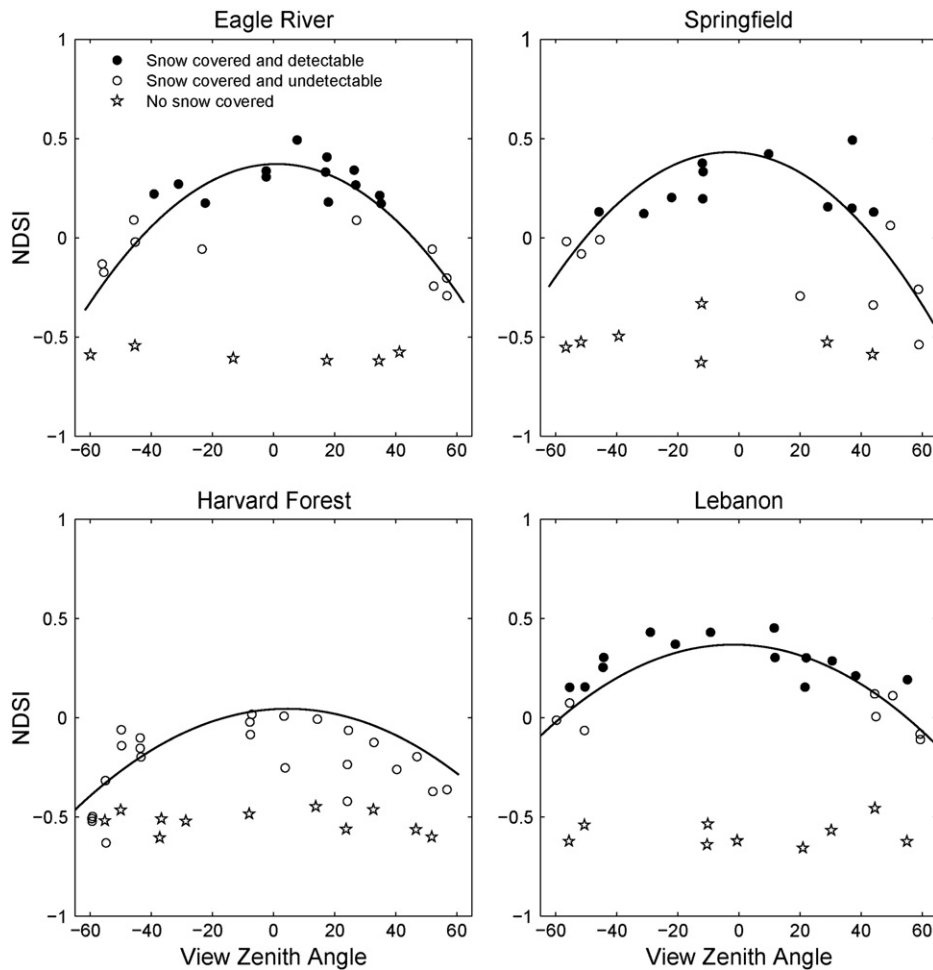 Eagle River
Springfield
1
0.5
0
−0.5
−1
NDSI
Snow covered and detectable
Snow covered and undetectable
No snow covered
−60 −40 −20 0 20 40 60
1
0.5
0
−0.5
−1
−60 −40 −20 0 20 40 60
Harvard Forest
Lebanon
1
0.5
0
−0.5
−1
NDSI
−60 −40 −20 0 20 40 60
View Zenith Angle
1
0.5
0
−0.5
−1
−60 −40 −20 0 20 40 60
View Zenith Angle